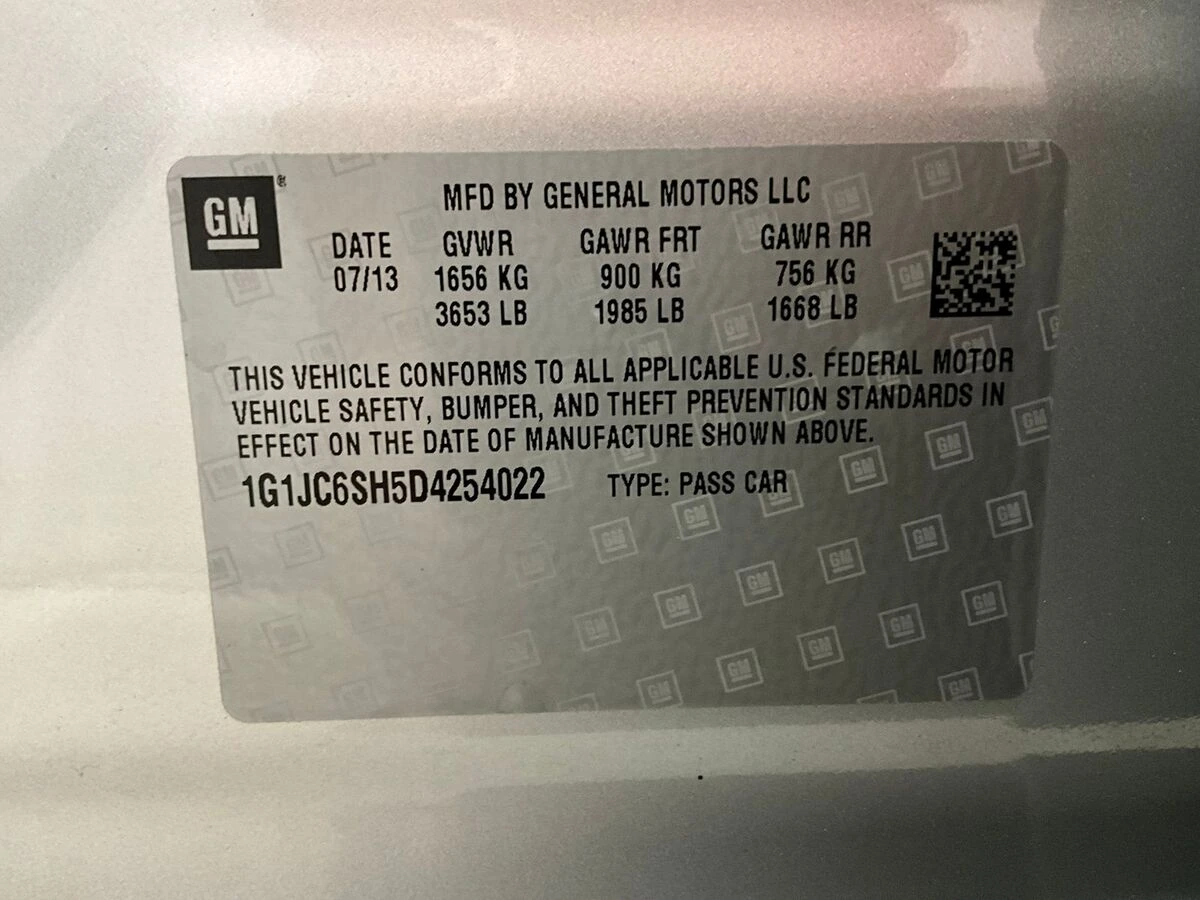 GM®
MFD BY GENERAL MOTORS LLC
DATE GVWR GAWR FRT GAWR RR
07/13 1656 KG 900 KG 756 KG
3653 LB 1985 LB 1668 LB
THIS VEHICLE CONFORMS TO ALL APPLICABLE U.S. FEDERAL MOTOR
VEHICLE SAFETY, BUMPER, AND THEFT PREVENTION STANDARDS IN
EFFECT ON THE DATE OF MANUFACTURE SHOWN ABOVE.
1G1JC6SH5D4254022 TYPE: PASS CAR